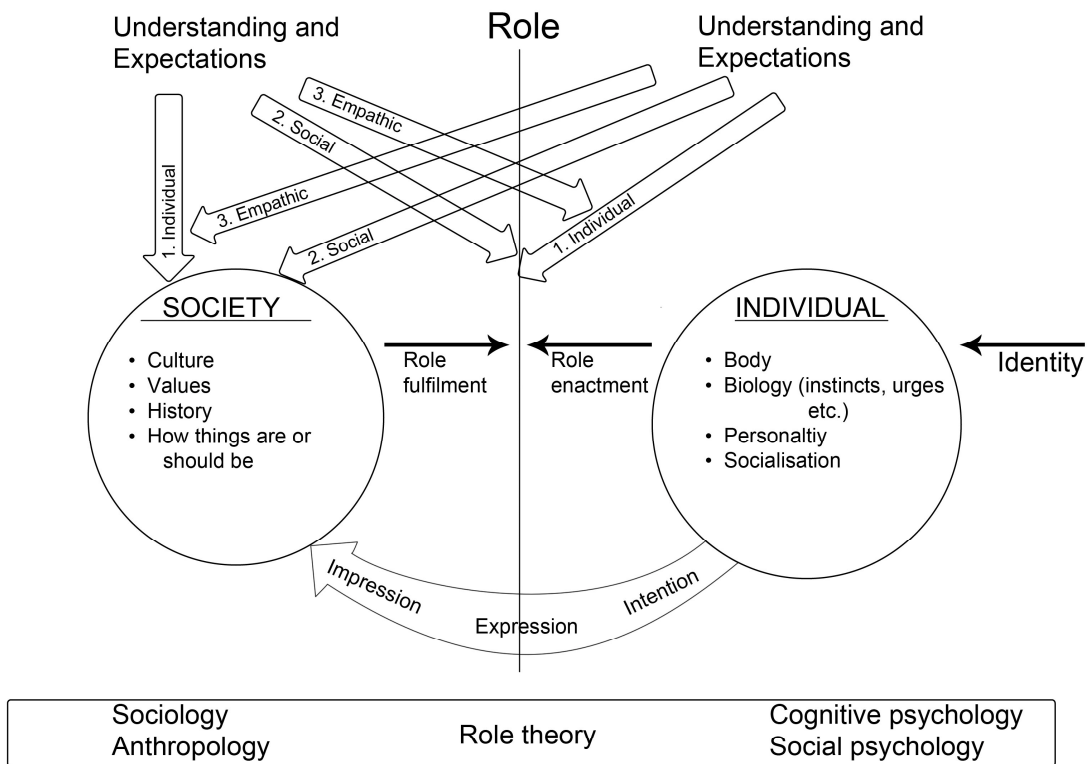 Role
Understanding and
Expectations
Understanding and
Expectations
1. Individual
2. Social
3. Empathic
3. Empathic
2. Social
1. Individual
SOCIETY
• Culture
• Values
• History
• How things are or
should be
Role
fulfilment
Role
enactment
INDIVIDUAL
• Body
• Biology (instincts, urges
etc.)
• Personaltiy
• Socialisation
Identity
Impression
Expression
Intention
Sociology
Anthropology
Role theory
Cognitive psychology
Social psychology